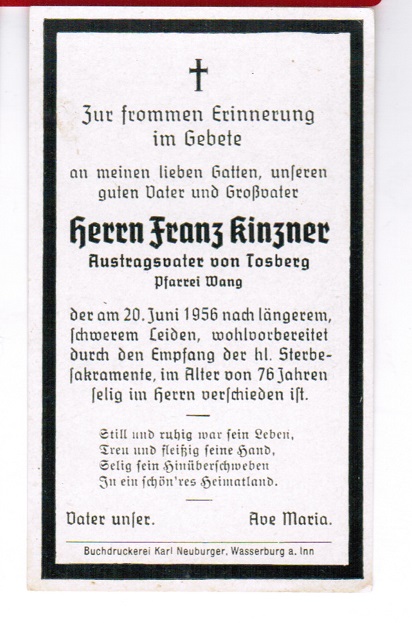 Zur frommen Erinnerung
im Gebete
an meinen lieben Gatten, unseren
guten Vater und Großvater
Herrn Franz Kinzner
Austragsvater von Tosberg
Pfarrei Wang
der am 20. Juni 1956 nach längerem,
schwerem Leiden, wohlvorbereitet
durch den Empfang der hl. Sterbe-
sakramente, im Alter von 76 Jahren
selig im Herrn verschieden ist.
Still und ruhig war sein Leben,
Treu und fleißig seine Hand,
Selig sein Hinüberschweben
In ein schön'res Heimatland.
Vater unser. Ave Maria.
Buchdruckerei Karl Neuburger, Wasserburg a. Inn